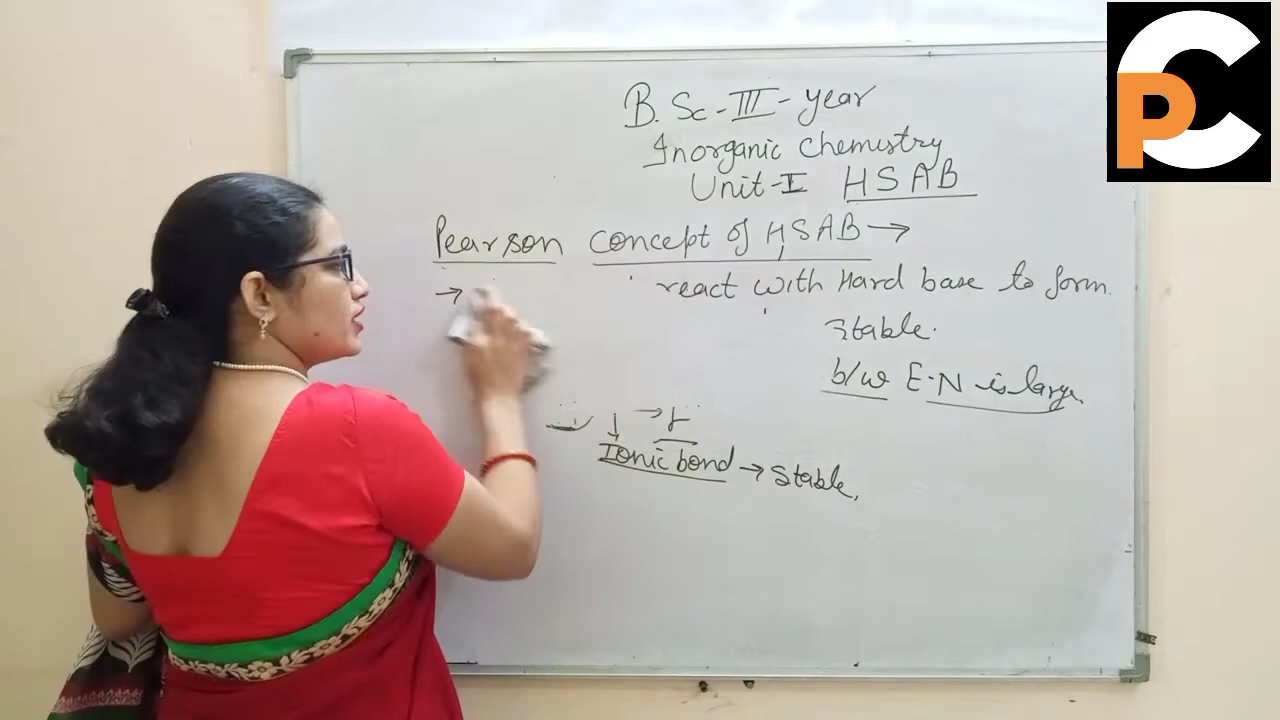 B.Sc-III-year
Inorganic chemistry
Unit-I HSAB
Pearson concept of HSAB→
→ react with Hard base to form
stable.
b/w E.N is large
Ionic bond → stable,
PC